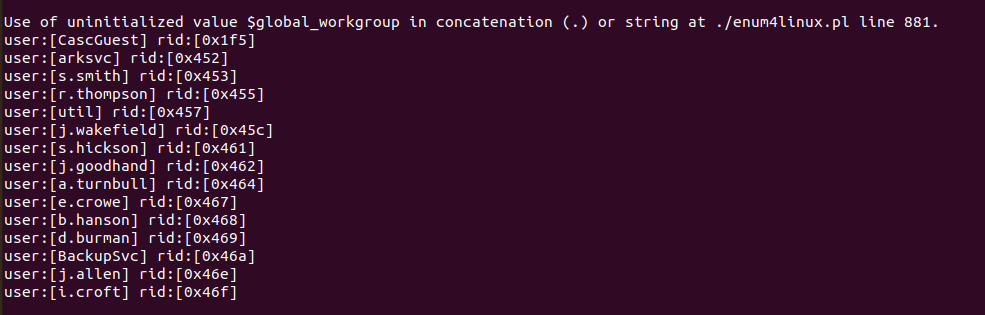 Use of uninitialized value $global_workgroup in concatenation (.) or string at ./enum4linux.pl line 881.
user:[CascGuest] rid:[0x1f5]
user:[arksvc] rid:[0x452]
user:[s.smith] rid:[0x453]
user:[r.thompson] rid:[0x455]
user:[util] rid:[0x457]
user:[j.wakefield] rid:[0x45c]
user:[s.hickson] rid:[0x461]
user:[j.goodhand] rid:[0x462]
user:[a.turnbull] rid:[0x464]
user:[e.crowe] rid:[0x467]
user:[b.hanson] rid:[0x468]
user:[d.burman] rid:[0x469]
user:[BackupSvc] rid:[0x46a]
user:[j.allen] rid:[0x46e]
user:[i.croft] rid:[0x46f]